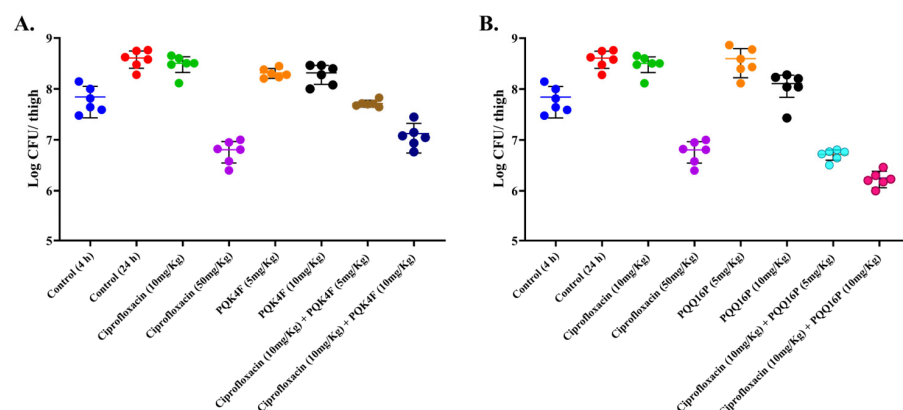 A.
Log CFU/ thigh
9
8
7
6
5
Control (4 h)
Control (24 h)
Ciprofloxacin (10mg/Kg)
Ciprofloxacin (50mg/Kg)
PQK4F (5mg/Kg)
PQK4F (10mg/Kg)
Ciprofloxacin (10mg/Kg) + PQK4F (5mg/Kg)
Ciprofloxacin (10mg/Kg) + PQK4F (10mg/Kg)
B.
Log CFU/ thigh
9
8
7
6
5
Control (4 h)
Control (24 h)
Ciprofloxacin (10mg/Kg)
Ciprofloxacin (50mg/Kg)
PQQ16P (5mg/Kg)
PQQ16P (10mg/Kg)
Ciprofloxacin (10mg/Kg) + PQQ16P (5mg/Kg)
Ciprofloxacin (10mg/Kg) + PQQ16P (10mg/Kg)